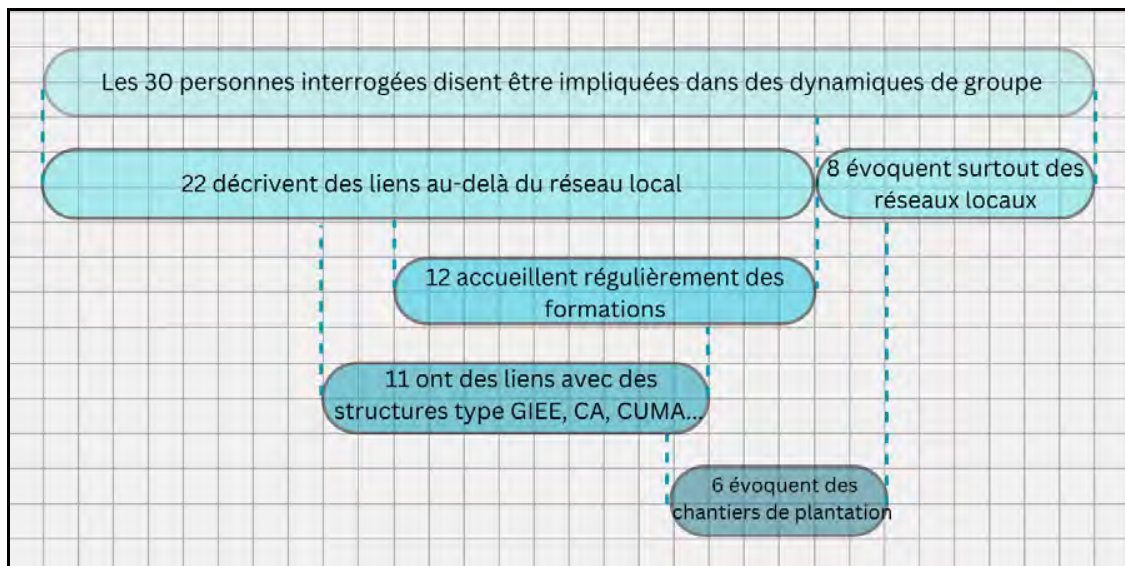 Les 30 personnes interrogées disent être impliquées dans des dynamiques de groupe
22 décrivent des liens au-delà du réseau local
8 évoquent surtout des
réseaux locaux
12 accueillent régulièrement des
formations
11 ont des liens avec des
structures type GIEE, CA, CUMA...
6 évoquent des
chantiers de plantation